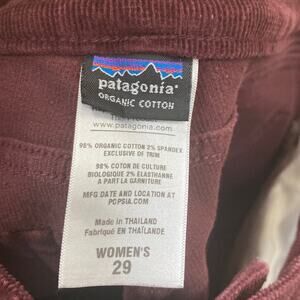 patagonia®
ORGANIC COTTON
www.patagonia.com
98% ORGANIC COTTON 2% SPANDEX
EXCLUSIVE OF TRIM
98% COTON DE CULTURE
BIOLOGIQUE 2% ELASTHANNE
A PART LA GARNITURE
MFG DATE AND LOCATION AT
PCPSIA.COM
Made in THAILAND
Fabriqué EN THAÏLANDE
WOMEN'S
29